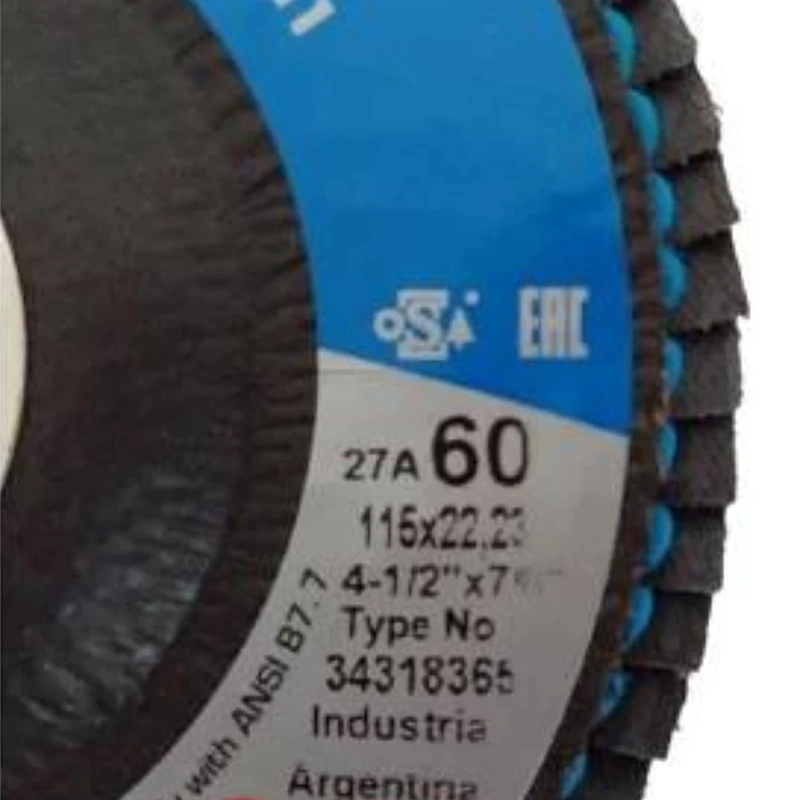 oSA
EAC
27A 60
115x22.23
4-1/2"x7
Type No
34318365
Industria
Argentina
with ANSI B7.7